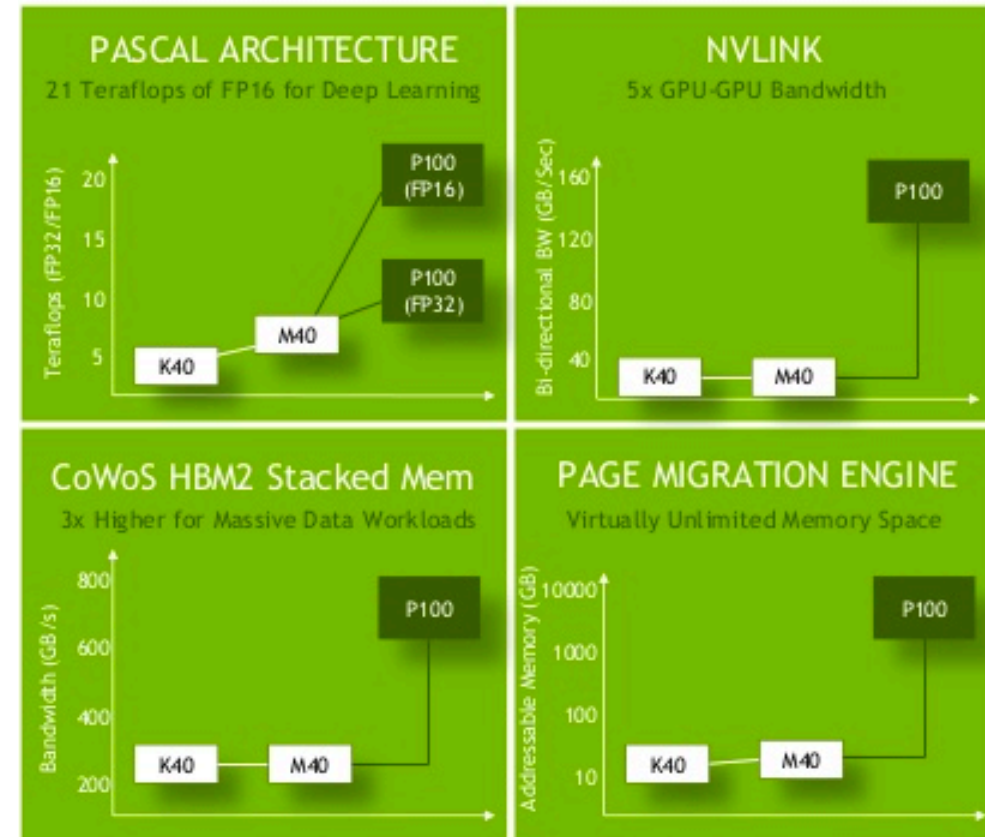 PASCAL ARCHITECTURE
21 Teraflops of FP16 for Deep Learning
Teraflops (FP32/FP16)
20
15
10
5
K40
M40
P100
(FP16)
P100
(FP32)
NVLINK
5x GPU-GPU Bandwidth
Bi-directional BW (GB/Sec)
160
120
80
40
K40
M40
P100
CoWoS HBM2 Stacked Mem
3x Higher for Massive Data Workloads
Bandwidth (GB/s)
800
600
400
200
K40
M40
P100
PAGE MIGRATION ENGINE
Virtually Unlimited Memory Space
Addressable Memory (GB)
10000
1000
100
10
K40
M40
P100